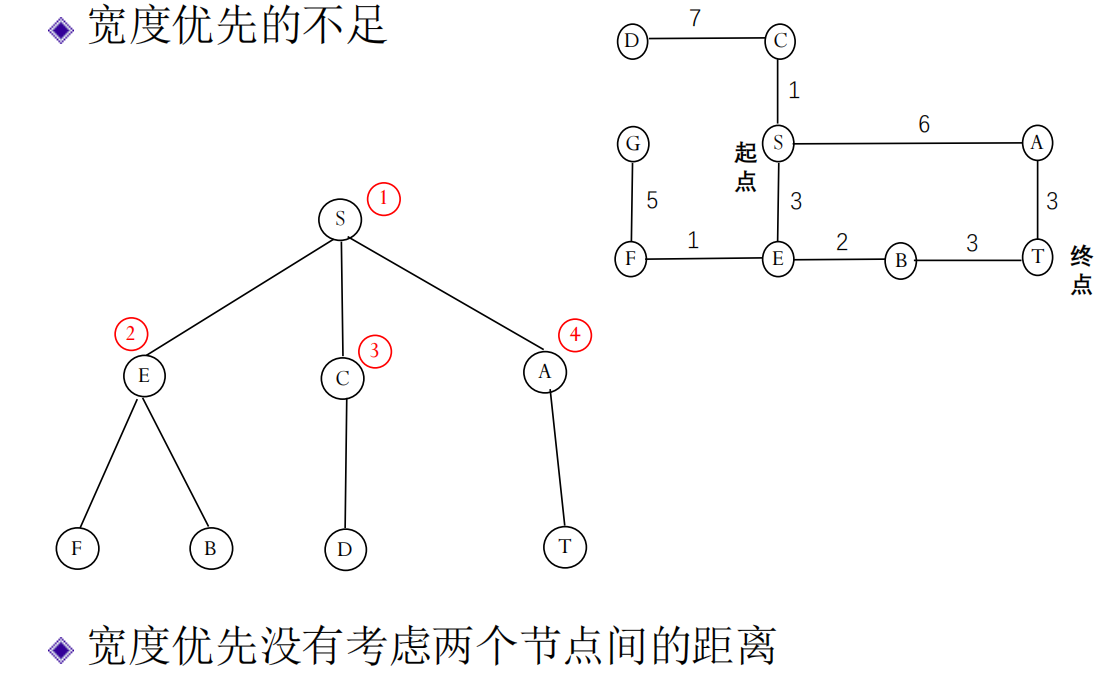 宽度优先的不足
D 7 C
1
G 起点 S 6 A
5 3 3
F 1 E 2 B 3 T 终点
S ①
② E ③ C ④ A
F B D T
宽度优先没有考虑两个节点间的距离